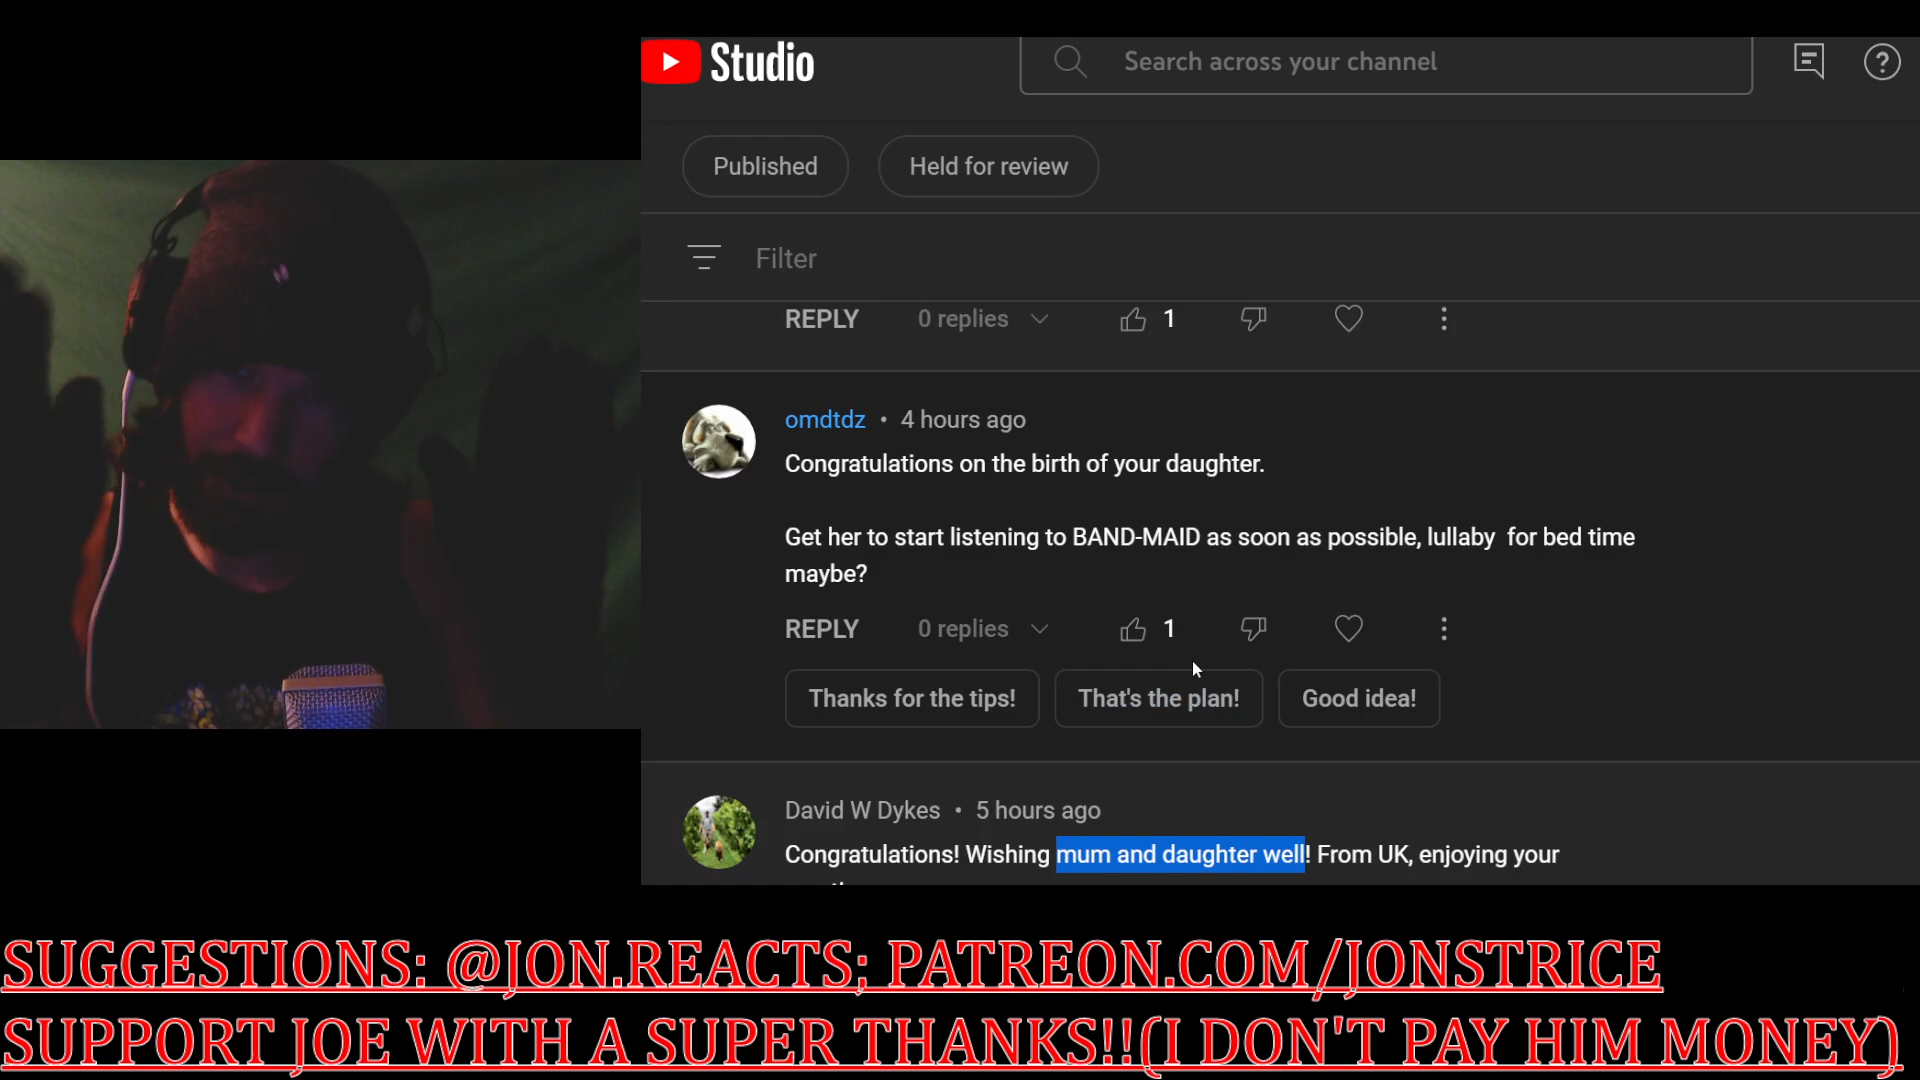 Studio
Search across your channel
Published
Held for review
Filter
REPLY 0 replies 1
omdtdz • 4 hours ago
Congratulations on the birth of your daughter.
Get her to start listening to BAND-MAID as soon as possible, lullaby for bed time
maybe?
REPLY 0 replies 1
Thanks for the tips! That's the plan! Good idea!
David W Dykes • 5 hours ago
Congratulations! Wishing mum and daughter well! From UK, enjoying your
SUGGESTIONS: @JON.REACTS; PATREON.COM/JONSTRICE
SUPPORT JOE WITH A SUPER THANKS!!(I DON'T PAY HIM MONEY)